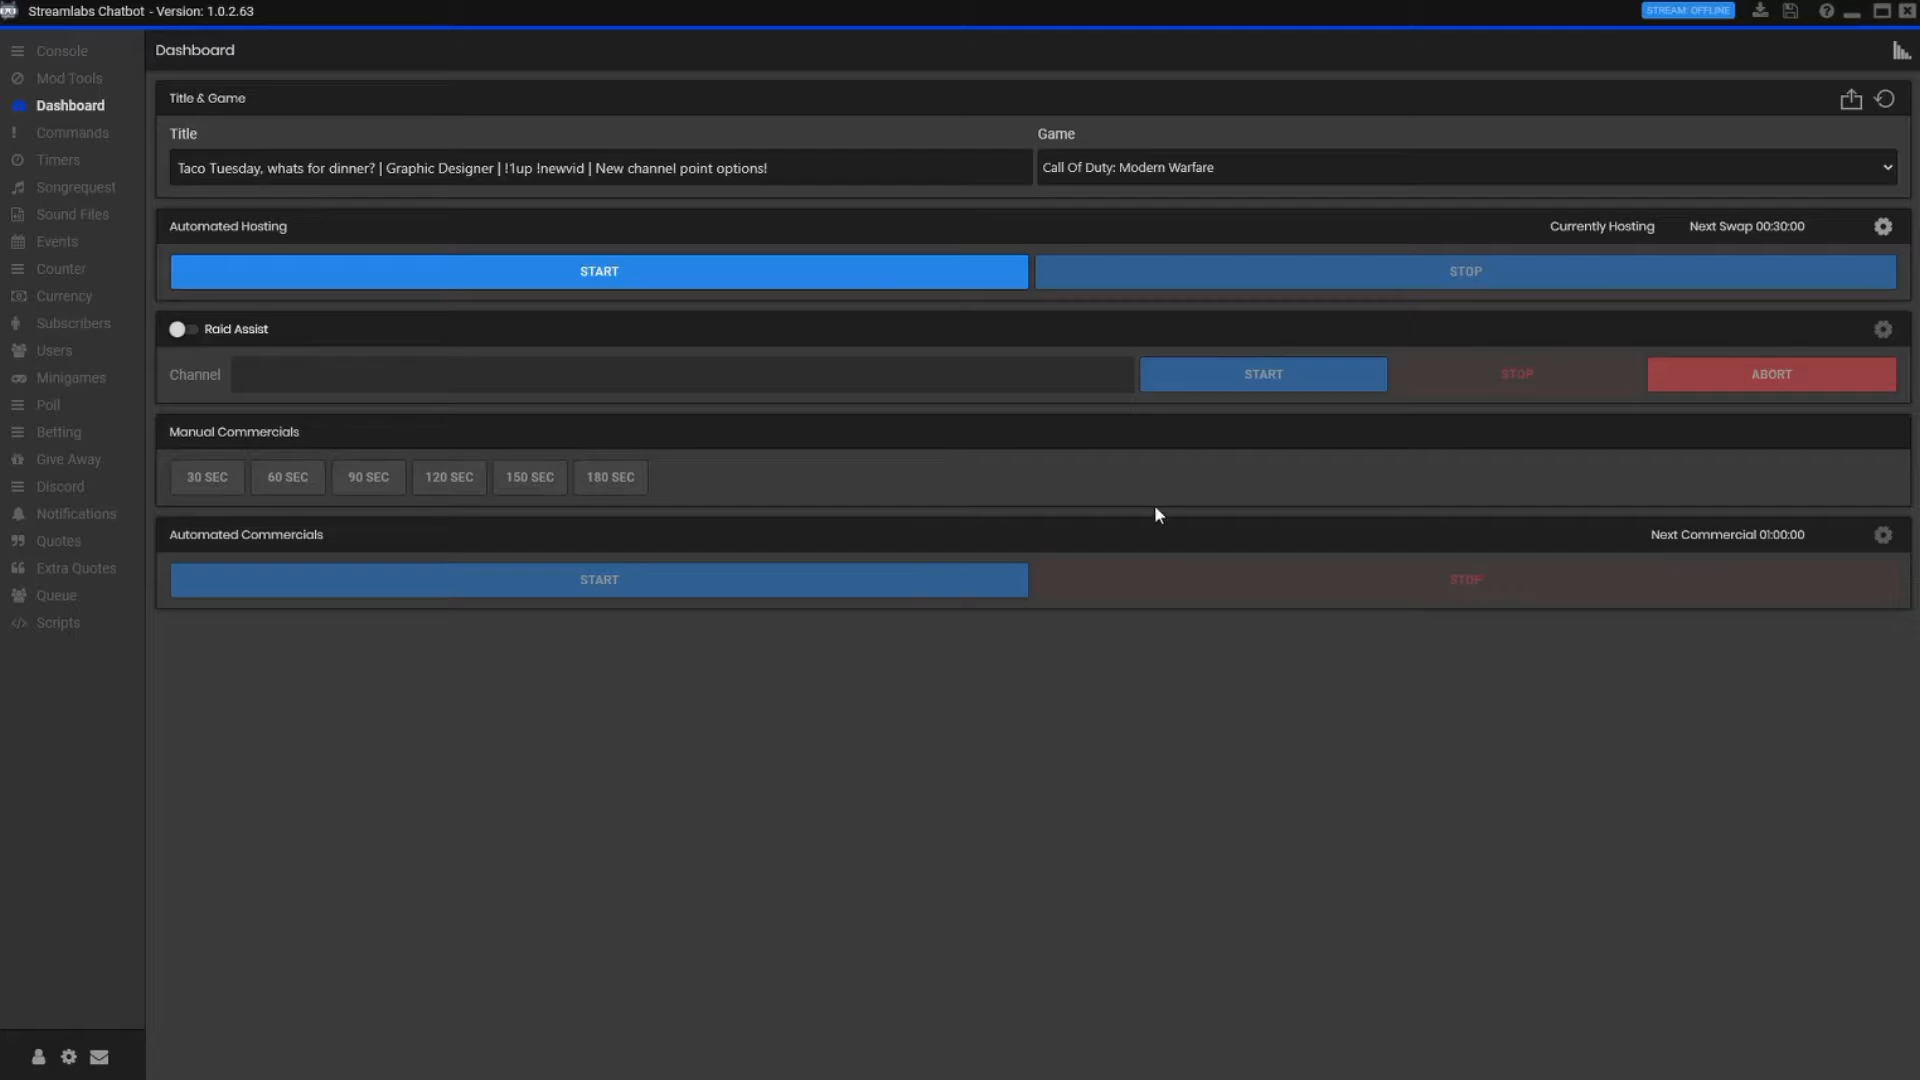 Streamlabs Chatbot - Version: 1.0.2.63
STREAM: OFFLINE
Console
Mod Tools
Dashboard
Commands
Timers
Songrequest
Sound Files
Events
Counter
Currency
Subscribers
Users
Minigames
Poll
Betting
Give Away
Discord
Notifications
Quotes
Extra Quotes
Queue
Scripts
Dashboard
Title & Game
Title
Game
Taco Tuesday, whats for dinner? | Graphic Designer | !1up !newvid | New channel point options!
Call Of Duty: Modern Warfare
Automated Hosting
Currently Hosting
Next Swap 00:30:00
START
STOP
Raid Assist
Channel
START
STOP
ABORT
Manual Commercials
30 SEC
60 SEC
90 SEC
120 SEC
150 SEC
180 SEC
Automated Commercials
Next Commercial 01:00:00
START
STOP